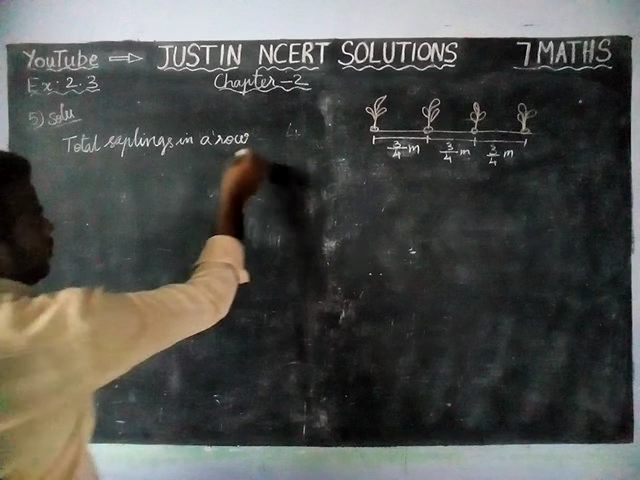 YouTube ⇒ JUSTIN NCERT SOLUTIONS 7 MATHS
Ex: 2.3 Chapter-2
5) Solu
Total saplings in a row
3/4 m 3/4 m 3/4 m